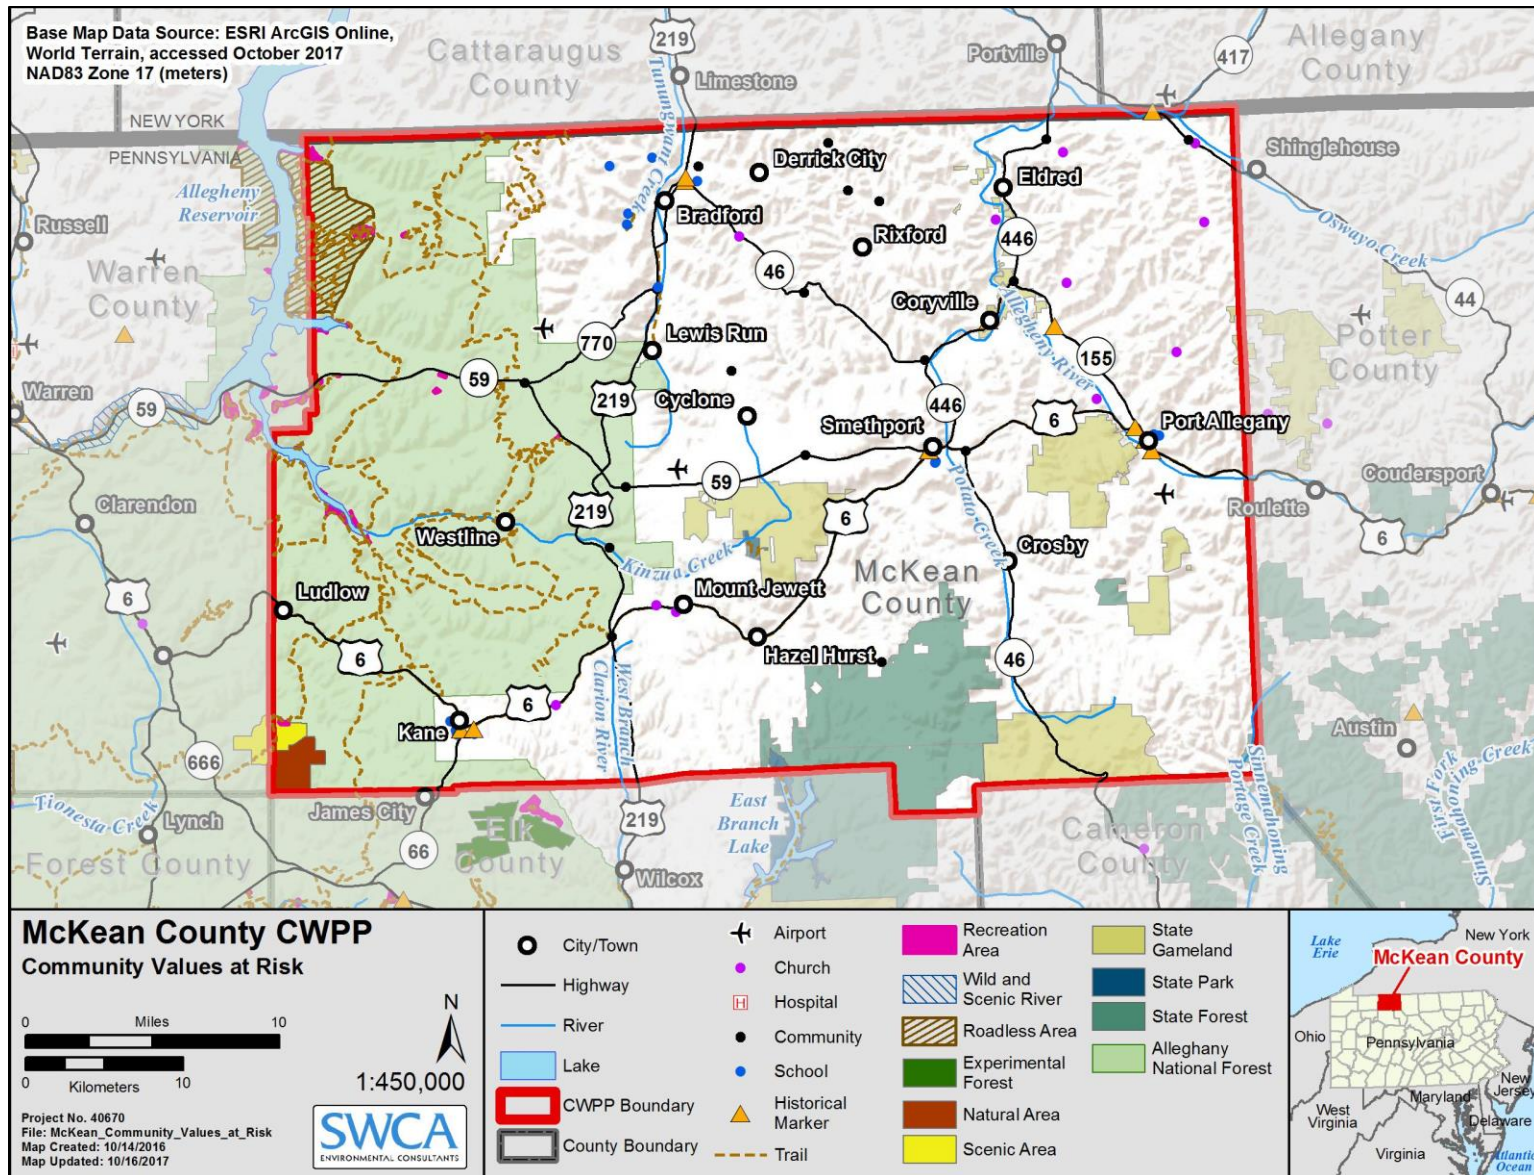 Base Map Data Source: ESRI ArcGIS Online,
World Terrain, accessed October 2017
NAD83 Zone 17 (meters)
Cattaraugus
County
219
Limestone
Tunungwant Creek
Portville
417
Allegany
County
NEW YORK
PENNSYLVANIA
Allegheny
Reservoir
Russell
Warren
County
Derrick City
Eldred
Shinglehouse
Bradford
Rixford
446
Oswayo Creek
46
44
Coryville
Allegheny
River
Potter
County
770
Lewis Run
155
59
Warren
59
219
Cyclone
446
Smethport
6
Port Allegany
Clarendon
59
Coudersport
219
6
Potato Creek
Roulette
6
Westline
Kinzua Creek
Crosby
McKean
County
6
Ludlow
Mount Jewett
6
Hazel Hurst
46
West Branch
Clarion River
6
Kane
Austin
666
Sinnemahoning
Portage Creek
First Fork
Sinnemahoning Creek
Tionesta Creek
Lynch
James City
East
Branch
Lake
219
Elk
County
66
Forest County
Cameron
County
Wilcox
McKean County CWPP
Community Values at Risk
0 Miles 10
0 Kilometers 10
N
1:450,000
Project No. 40670
File: McKean_Community_Values_at_Risk
Map Created: 10/14/2016
Map Updated: 10/16/2017
SWCA
ENVIRONMENTAL CONSULTANTS
City/Town
Highway
River
Lake
CWPP Boundary
County Boundary
Airport
Church
H
Hospital
Community
School
Historical
Marker
Trail
Recreation
Area
Wild and
Scenic River
Roadless Area
Experimental
Forest
Natural Area
Scenic Area
State
Gameland
State Park
State Forest
Alleghany
National Forest
Lake
Erie
New York
McKean County
Ohio
Pennsylvania
New
Jersey
Maryland
West
Virginia
Delaware
Virginia
Atlantic
Ocean